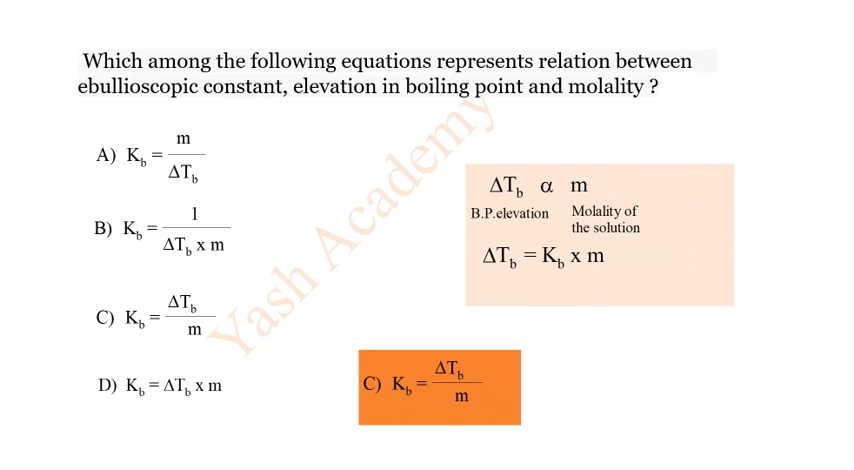 Which among the following equations represents relation between
ebullioscopic constant, elevation in boiling point and molality ?
A) K_b = m / ΔT_b
B) K_b = 1 / ΔT_b x m
C) K_b = ΔT_b / m
D) K_b = ΔT_b x m
ΔT_b α m
B.P.elevation Molality of
the solution
ΔT_b = K_b x m
C) K_b = ΔT_b / m
Yash Academy